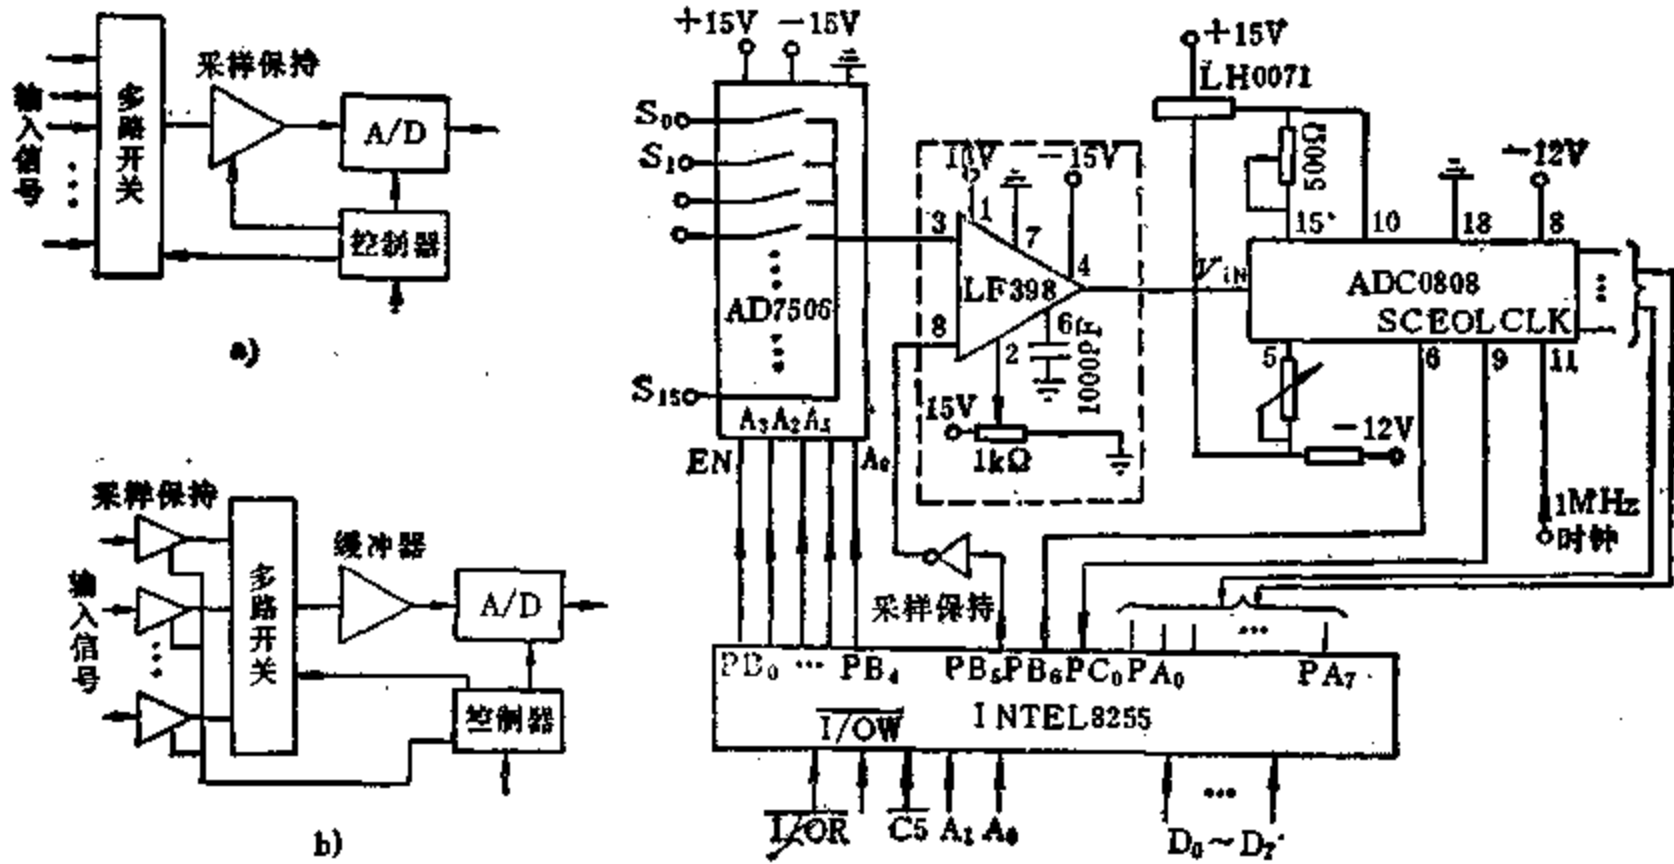 输入信号
多路开关
采样保持
A/D
控制器
a)
采样保持
输入信号
多路开关
缓冲器
A/D
控制器
b)
+15V -15V
S₀
S₁
S₁₅
AD7506
A₃ A₂ A₁
EN
A₀
-15V
3
1
7
4
LF398
8
6
2
1000PF
15V
1kΩ
采样保持
+15V
LH0071
500Ω
-12V
15
10
18
8
V_IN
ADC0808
SC EOL CLK
5
6
9
11
-12V
1MHz
时钟
PB₀ ... PB₄ PB₅ PB₆ PC₀ PA₀ ... PA₇
INTEL8255
I/OW
I/OR
C5 A₁ A₀
D₀~D₇